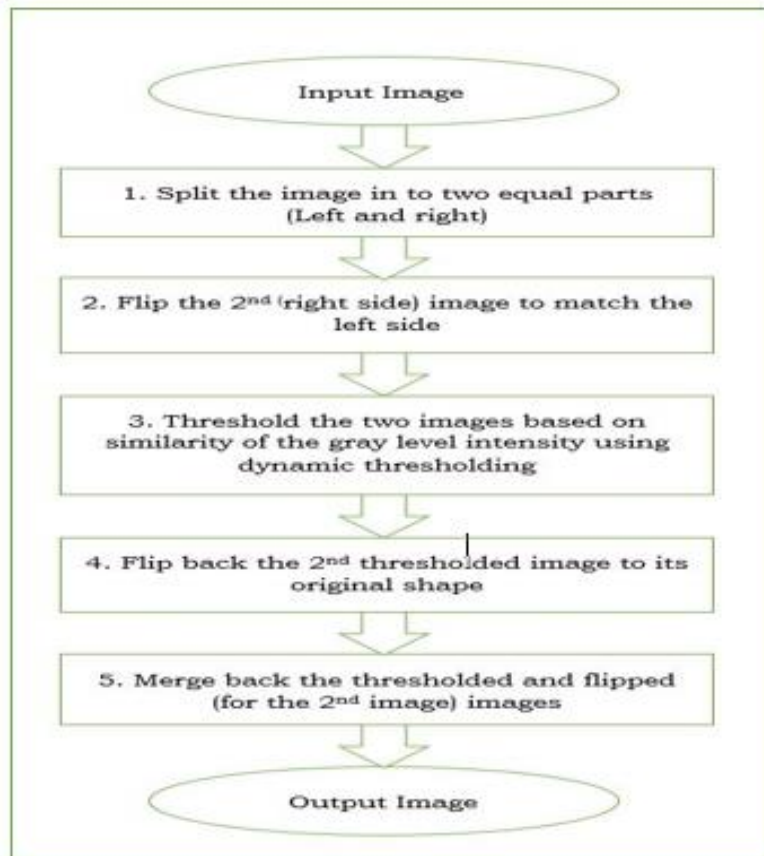 Input Image
1. Split the image in to two equal parts
(Left and right)
2. Flip the 2nd (right side) image to match the
left side
3. Threshold the two images based on
similarity of the gray level intensity using
dynamic thresholding
4. Flip back the 2nd thresholded image to its
original shape
5. Merge back the thresholded and flipped
(for the 2nd image) images
Output Image